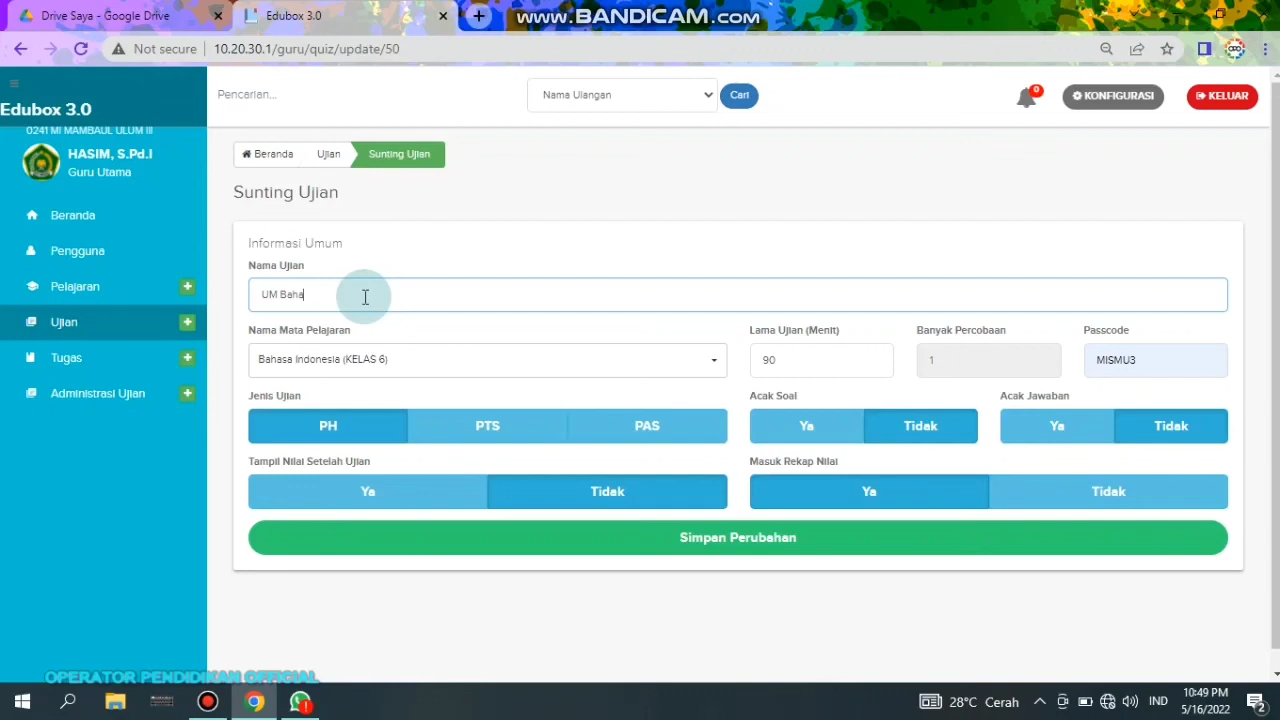 Drive Saya - Google Drive
Edubox 3.0
www.BANDICAM.com
Not secure
10.20.30.1/guru/quiz/update/50
Edubox 3.0
0241 MI MAMBAUL ULUM III
HASIM, S.Pd.I
Guru Utama
Beranda
Pengguna
Pelajaran
Ujian
Tugas
Administrasi Ujian
Pencarian...
Nama Ulangan
Cari
0
KONFIGURASI
KELUAR
Beranda
Ujian
Sunting Ujian
Sunting Ujian
Informasi Umum
Nama Ujian
UM Baha
Nama Mata Pelajaran
Lama Ujian (Menit)
Banyak Percobaan
Passcode
Bahasa Indonesia (KELAS 6)
90
1
MISMU3
Jenis Ujian
Acak Soal
Acak Jawaban
PH
PTS
PAS
Ya
Tidak
Ya
Tidak
Tampil Nilai Setelah Ujian
Masuk Rekap Nilai
Ya
Tidak
Ya
Tidak
Simpan Perubahan
OPERATOR PENDIDIKAN OFFICIAL
28°C Cerah
IND
10:49 PM
5/16/2022
2